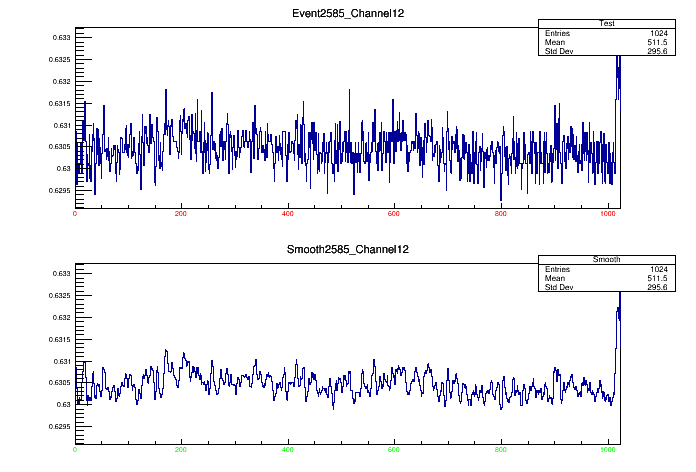 Event2585_Channel12
Test
Entries 1024
Mean 511.5
Std Dev 295.6
0.633
0.6325
0.632
0.6315
0.631
0.6305
0.63
0.6295
0 200 400 600 800 1000
Smooth2585_Channel12
Smooth
Entries 1024
Mean 511.5
Std Dev 295.6
0.633
0.6325
0.632
0.6315
0.631
0.6305
0.63
0.6295
0 200 400 600 800 1000